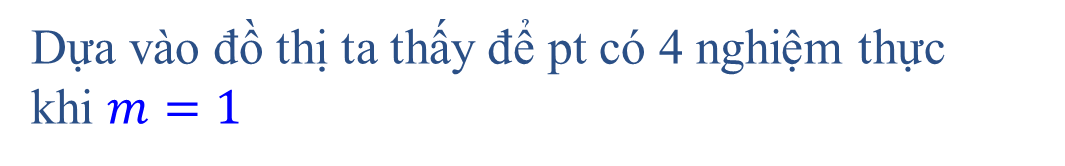 Dựa vào đồ thị ta thấy để pt có 4 nghiệm thực
khi m = 1